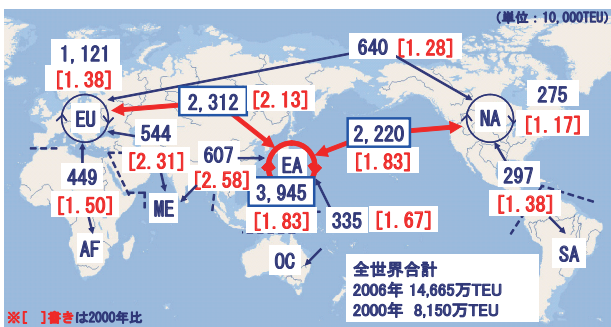 (単位:10,000TEU)
1,121
[1.38]
640 [1.28]
EU
2,312 [2.13]
NA
275
[1.17]
544
[2.31]
607
[2.58]
EA
3,945
[1.83]
2,220
[1.83]
449
[1.50]
ME
297
[1.38]
335 [1.67]
AF
OC
SA
全世界合計
2006年 14,665万TEU
2000年 8,150万TEU
※[ ]書きは2000年比